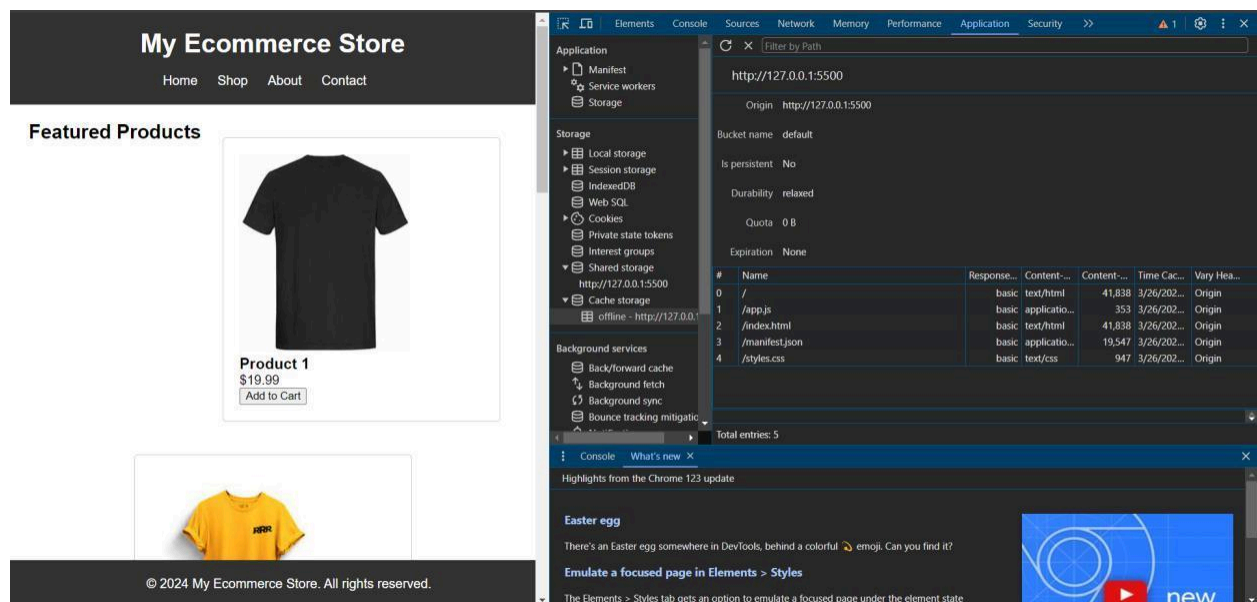 My Ecommerce Store
Home Shop About Contact
Featured Products
Product 1
$19.99
Add to Cart
RRR
© 2024 My Ecommerce Store. All rights reserved.
Elements Console Sources Network Memory Performance Application Security 1
Application
Manifest
Service workers
Storage
Storage
Local storage
Session storage
IndexedDB
Web SQL
Cookies
Private state tokens
Interest groups
Shared storage
http://127.0.0.1:5500
Cache storage
offline - http://127.0.0.1
Background services
Back/forward cache
Background fetch
Background sync
Bounce tracking mitigatio
Filter by Path
http://127.0.0.1:5500
Origin http://127.0.0.1:5500
Bucket name default
Is persistent No
Durability relaxed
Quota 0 B
Expiration None
# Name Response... Content-... Content-... Time Cac... Vary Hea...
0 / basic text/html 41,838 3/26/202... Origin
1 /app.js basic applicatio... 353 3/26/202... Origin
2 /index.html basic text/html 41,838 3/26/202... Origin
3 /manifest.json basic applicatio... 19,547 3/26/202... Origin
4 /styles.css basic text/css 947 3/26/202... Origin
Total entries: 5
Console What's new
Highlights from the Chrome 123 update
Easter egg
There's an Easter egg somewhere in DevTools, behind a colorful 💫 emoji. Can you find it?
Emulate a focused page in Elements > Styles
The Elements > Styles tab gets an option to emulate a focused page under the element state
new